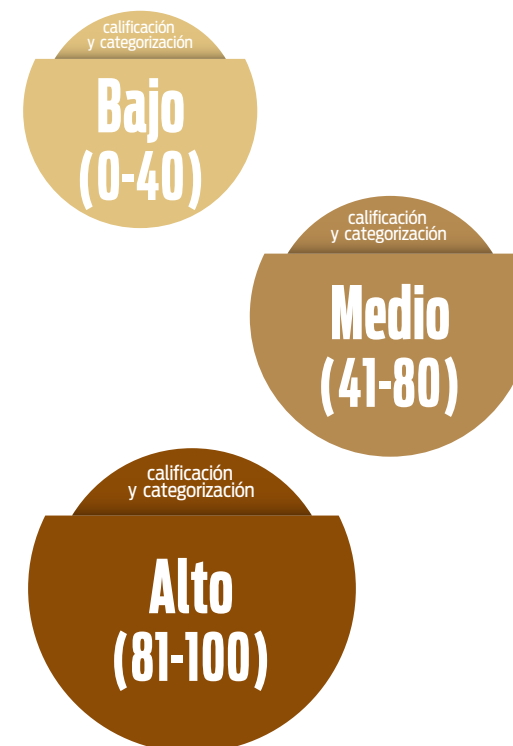 calificación
y categorización
Bajo
(0-40)
calificación
y categorización
Medio
(41-80)
calificación
y categorización
Alto
(81-100)